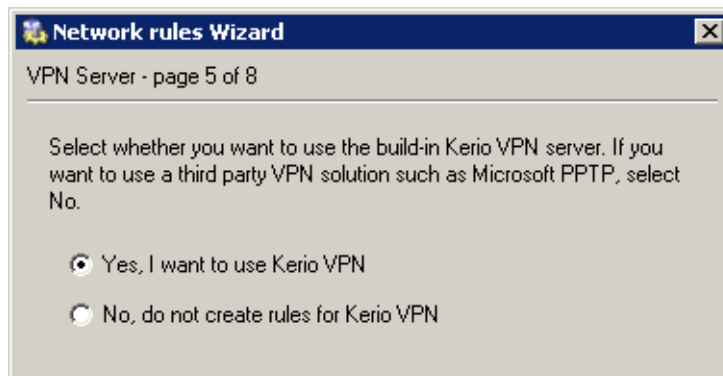 Network rules Wizard
VPN Server - page 5 of 8
Select whether you want to use the build-in Kerio VPN server. If you
want to use a third party VPN solution such as Microsoft PPTP, select
No.
Yes, I want to use Kerio VPN
No, do not create rules for Kerio VPN